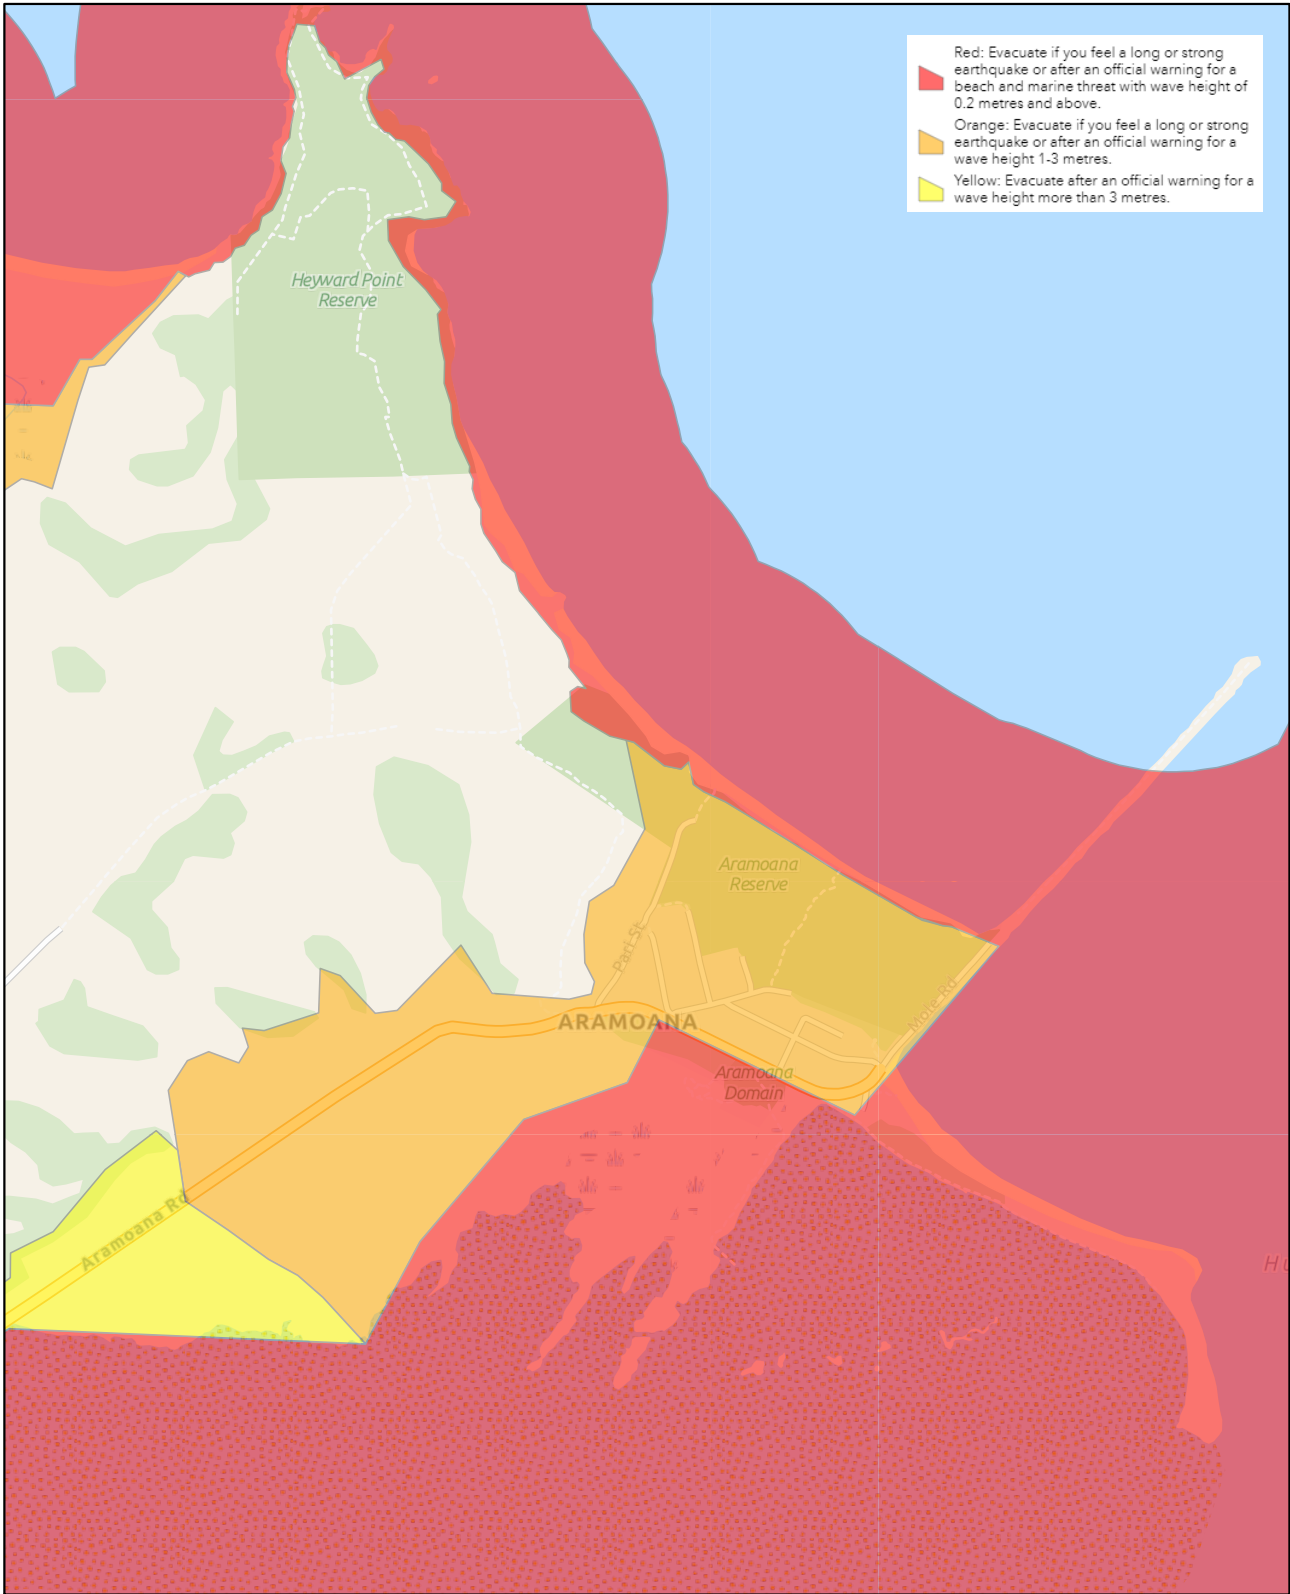 Red: Evacuate if you feel a long or strong
earthquake or after an official warning for a
beach and marine threat with wave height of
0.2 metres and above.
Orange: Evacuate if you feel a long or strong
earthquake or after an official warning for a
wave height 1-3 metres.
Yellow: Evacuate after an official warning for a
wave height more than 3 metres.
Heyward Point
Reserve
Aramoana
Reserve
Pari St
Mole Rd
ARAMOANA
Aramoana
Domain
Aramoana Rd